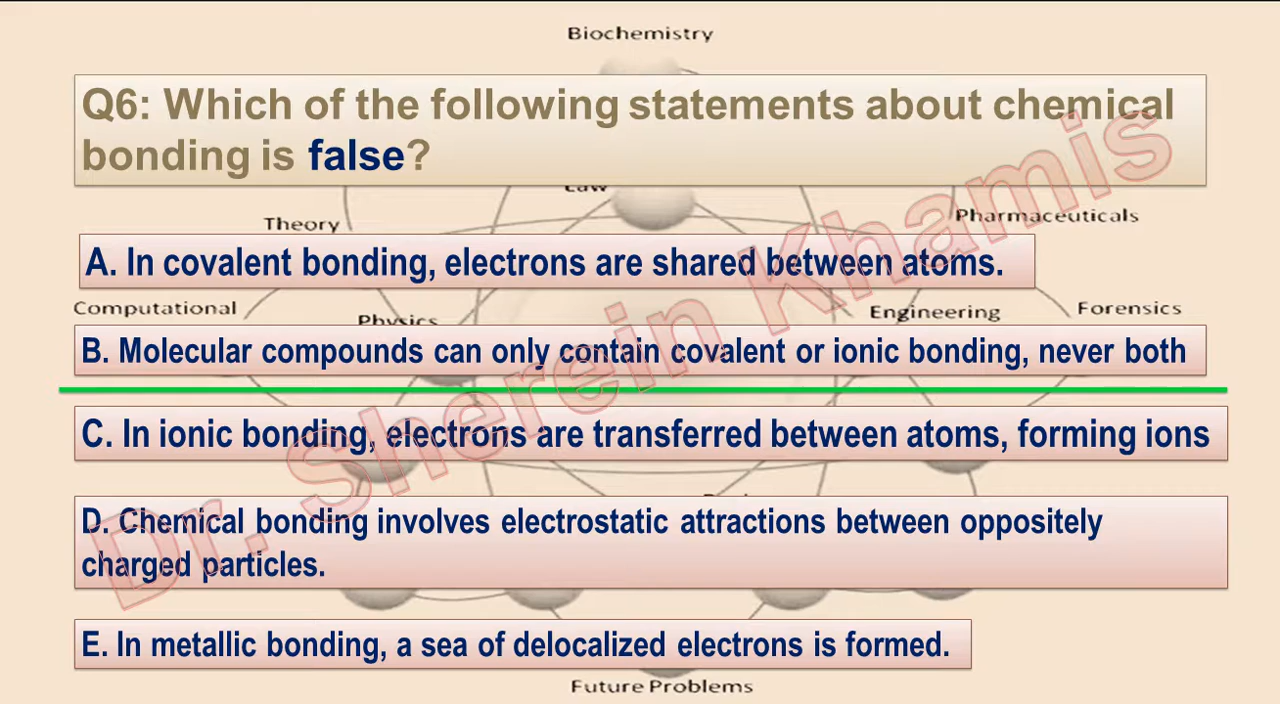 Biochemistry
Q6: Which of the following statements about chemical
bonding is false?
Law
Theory
Pharmaceuticals
A. In covalent bonding, electrons are shared between atoms.
Computational
Physics
Engineering
Forensics
B. Molecular compounds can only contain covalent or ionic bonding, never both
C. In ionic bonding, electrons are transferred between atoms, forming ions
D. Chemical bonding involves electrostatic attractions between oppositely
charged particles.
E. In metallic bonding, a sea of delocalized electrons is formed.
Future Problems
Dr. Sherein Khamis